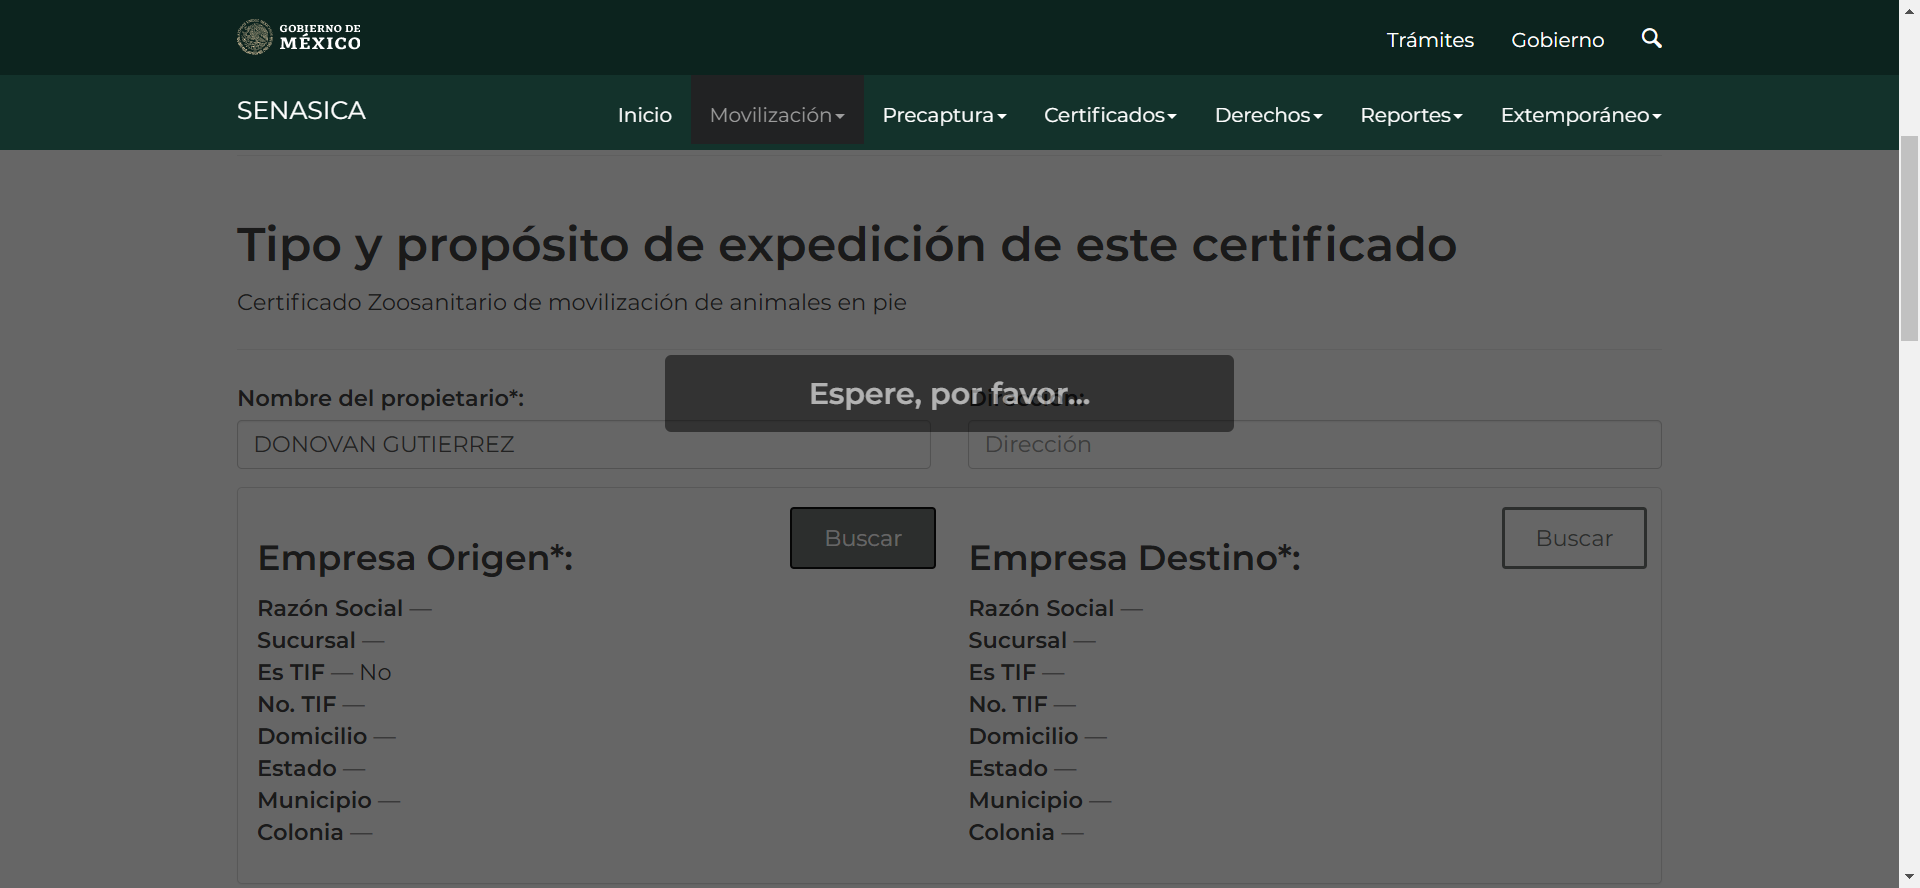 GOBIERNO DE
MÉXICO
Trámites
Gobierno
SENASICA
Inicio
Movilización
Precaptura
Certificados
Derechos
Reportes
Extemporáneo
Tipo y propósito de expedición de este certificado
Certificado Zoosanitario de movilización de animales en pie
Espere, por favor...
Nombre del propietario*:
Dirección:
DONOVAN GUTIERREZ
Dirección
Buscar
Empresa Origen*:
Razón Social —
Sucursal —
Es TIF — No
No. TIF —
Domicilio —
Estado —
Municipio —
Colonia —
Buscar
Empresa Destino*:
Razón Social —
Sucursal —
Es TIF —
No. TIF —
Domicilio —
Estado —
Municipio —
Colonia —